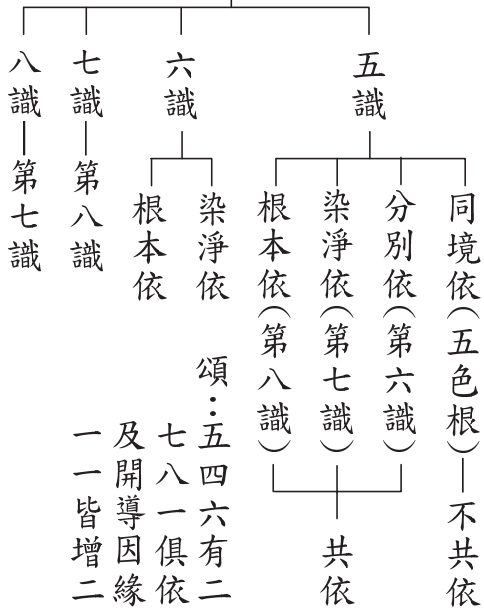 五識
同境依（五色根）
不共依
分別依（第六識）
染淨依（第七識）
根本依（第八識）
共依
六識
染淨依
根本依
七識
第八識
八識
第七識
頌：五四六有二
七八一俱依
及開導因緣
一一皆增二